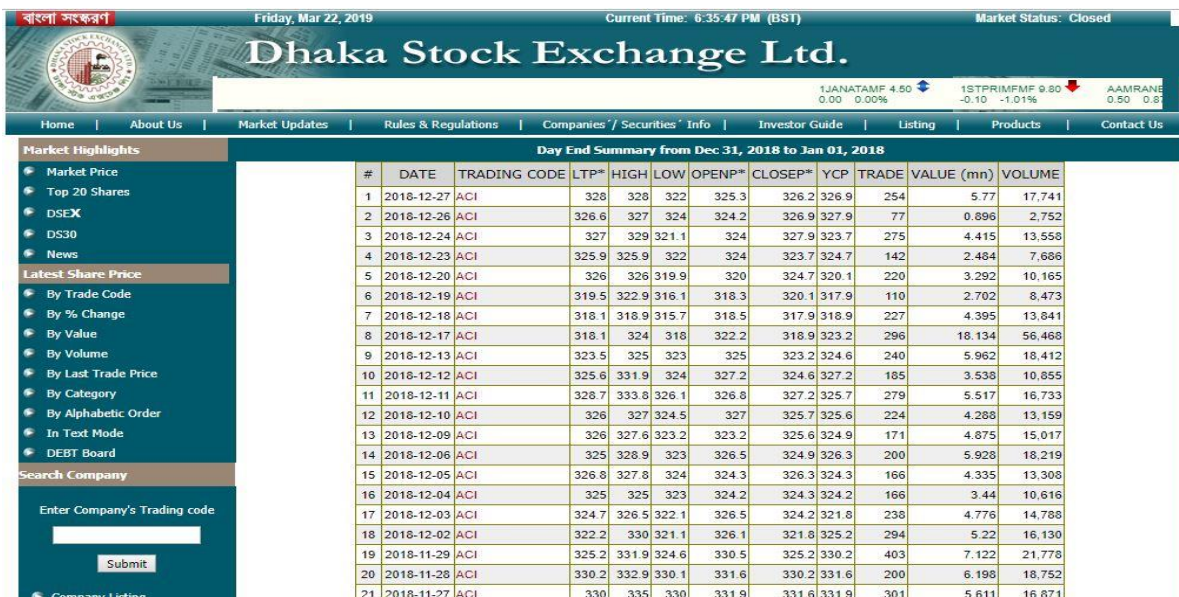 বাংলা সংস্করণ Friday, Mar 22, 2019 Current Time: 6:35:47 PM (BST) Market Status: Closed
Dhaka Stock Exchange Ltd.
1JANATAMF 4.50 1STPRIMFMF 9.80 AAMRANE
0.00 0.00% -0.10 -1.01% 0.50 0.87
Home | About Us | Market Updates | Rules & Regulations | Companies´/ Securities´ Info | Investor Guide | Listing | Products | Contact Us
Market Highlights
Market Price
Top 20 Shares
DSEX
DS30
News
Latest Share Price
By Trade Code
By % Change
By Value
By Volume
By Last Trade Price
By Category
By Alphabetic Order
In Text Mode
DEBT Board
Search Company
Enter Company's Trading code
Submit
Company Listing
Day End Summary from Dec 31, 2018 to Jan 01, 2018
# DATE TRADING CODE LTP* HIGH LOW OPENP* CLOSEP* YCP TRADE VALUE (mn) VOLUME
1 2018-12-27 ACI 328 328 322 325.3 326.2 326.9 254 5.77 17,741
2 2018-12-26 ACI 326.6 327 324 324.2 326.9 327.9 77 0.896 2,752
3 2018-12-24 ACI 327 329 321.1 324 327.9 323.7 275 4.415 13,558
4 2018-12-23 ACI 325.9 325.9 322 324 323.7 324.7 142 2.484 7,686
5 2018-12-20 ACI 326 326 319.9 320 324.7 320.1 220 3.292 10,165
6 2018-12-19 ACI 319.5 322.9 316.1 318.3 320.1 317.9 110 2.702 8,473
7 2018-12-18 ACI 318.1 318.9 315.7 318.5 317.9 318.9 227 4.395 13,841
8 2018-12-17 ACI 318.1 324 318 322.2 318.9 323.2 296 18.134 56,468
9 2018-12-13 ACI 323.5 325 323 325 323.2 324.6 240 5.962 18,412
10 2018-12-12 ACI 325.6 331.9 324 327.2 324.6 327.2 185 3.538 10,855
11 2018-12-11 ACI 328.7 333.8 326.1 326.8 327.2 325.7 279 5.517 16,733
12 2018-12-10 ACI 326 327 324.5 327 325.7 325.6 224 4.288 13,159
13 2018-12-09 ACI 326 327.6 323.2 323.2 325.6 324.9 171 4.875 15,017
14 2018-12-06 ACI 325 328.9 323 326.5 324.9 326.3 200 5.928 18,219
15 2018-12-05 ACI 326.8 327.8 324 324.3 326.3 324.3 166 4.335 13,308
16 2018-12-04 ACI 325 325 323 324.2 324.3 324.2 166 3.44 10,616
17 2018-12-03 ACI 324.7 326.5 322.1 326.5 324.2 321.8 238 4.776 14,788
18 2018-12-02 ACI 322.2 330 321.1 326.1 321.8 325.2 294 5.22 16,130
19 2018-11-29 ACI 325.2 331.9 324.6 330.5 325.2 330.2 403 7.122 21,778
20 2018-11-28 ACI 330.2 332.9 330.1 331.6 330.2 331.6 200 6.198 18,752
21 2018-11-27 ACI 330 335 330 331.9 331.6 331.9 301 5.611 16,871